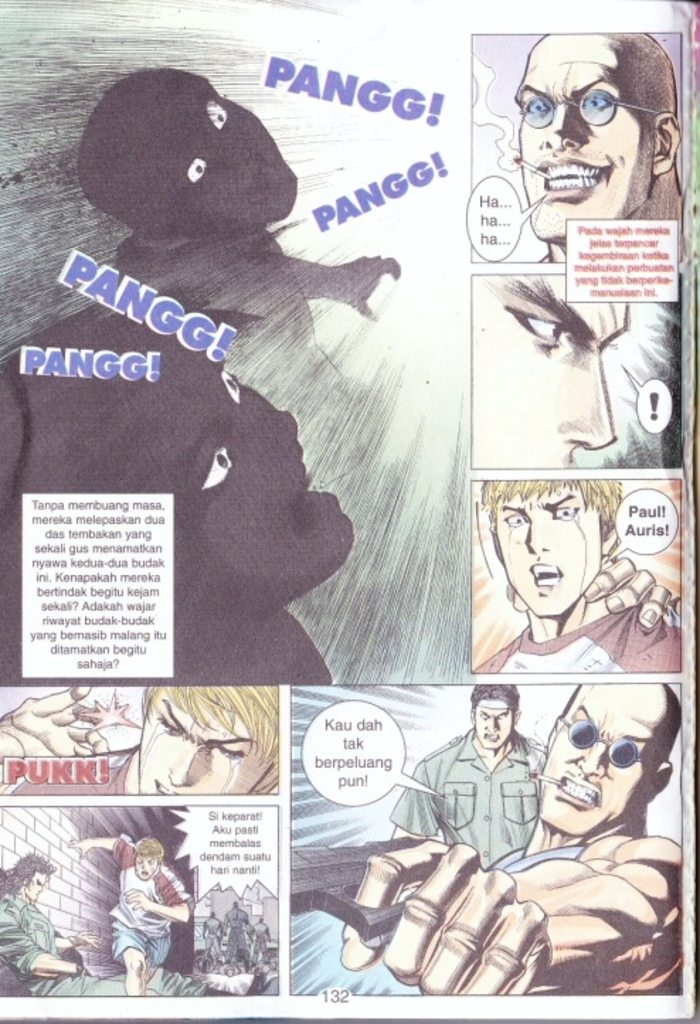 PANGG!
PANGG!
PANGG!
PANGG!
Tanpa membuang masa,
mereka melepaskan dua
das tembakan yang
sekali gus menamatkan
nyawa kedua-dua budak
ini. Kenapakah mereka
bertindak begitu kejam
sekali? Adakah wajar
riwayat budak-budak
yang bernasib malang itu
ditamatkan begitu
sahaja?
Ha...
ha...
ha...
Pada wajah mereka
jelas terpancar
kegembiraan ketika
melakukan perbuatan
yang tidak berperike-
manusiaan ini.
!
Paul!
Auris!
PUKK!
Kau dah
tak
berpeluang
pun!
Si keparat!
Aku pasti
membalas
dendam suatu
hari nanti!
132